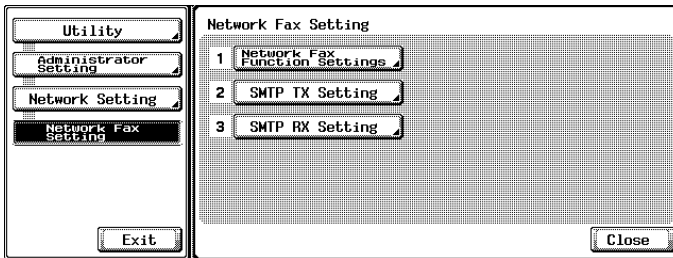 Utility
Administrator
Setting
Network Setting
Network Fax
Setting
Exit
Network Fax Setting
1 Network Fax
Function Settings
2 SMTP TX Setting
3 SMTP RX Setting
Close